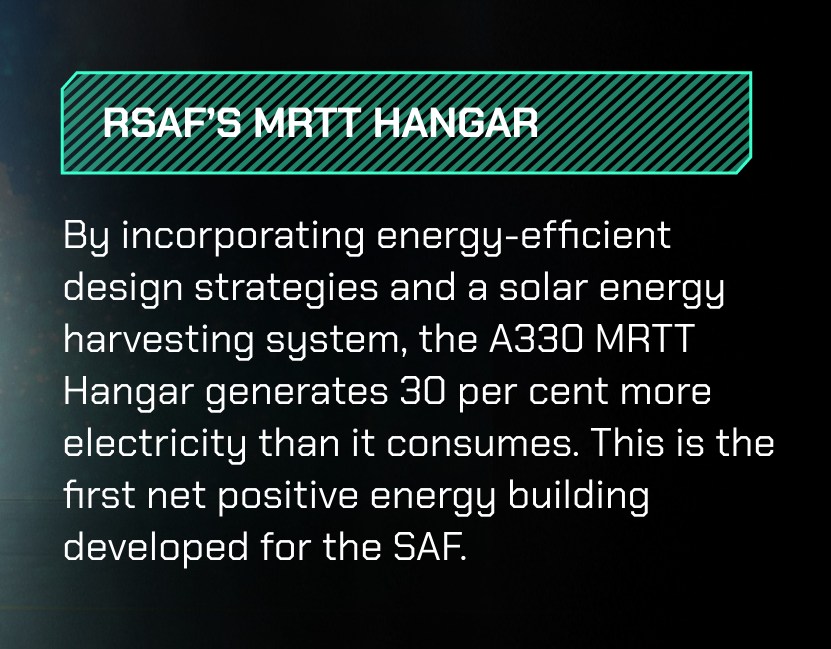 RSAF'S MRTT HANGAR
By incorporating energy-efficient
design strategies and a solar energy
harvesting system, the A330 MRTT
Hangar generates 30 per cent more
electricity than it consumes. This is the
first net positive energy building
developed for the SAF.